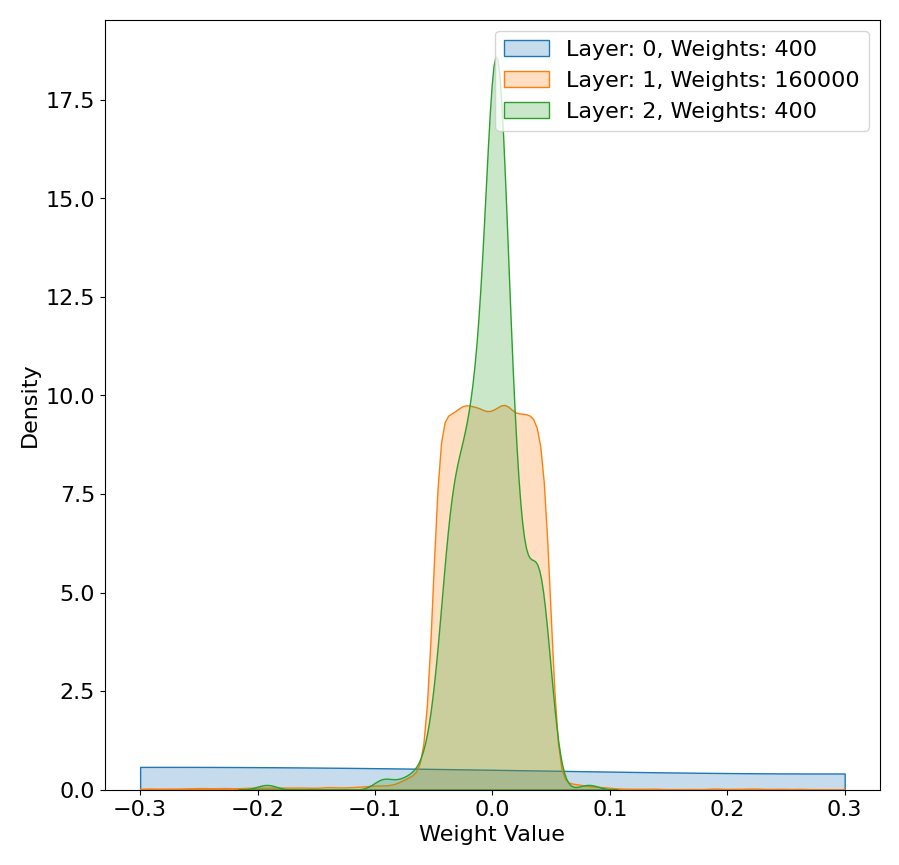 Layer: 0, Weights: 400
Layer: 1, Weights: 160000
Layer: 2, Weights: 400
17.5
15.0
12.5
10.0
7.5
5.0
2.5
0.0
Density
−0.3 −0.2 −0.1 0.0 0.1 0.2 0.3
Weight Value